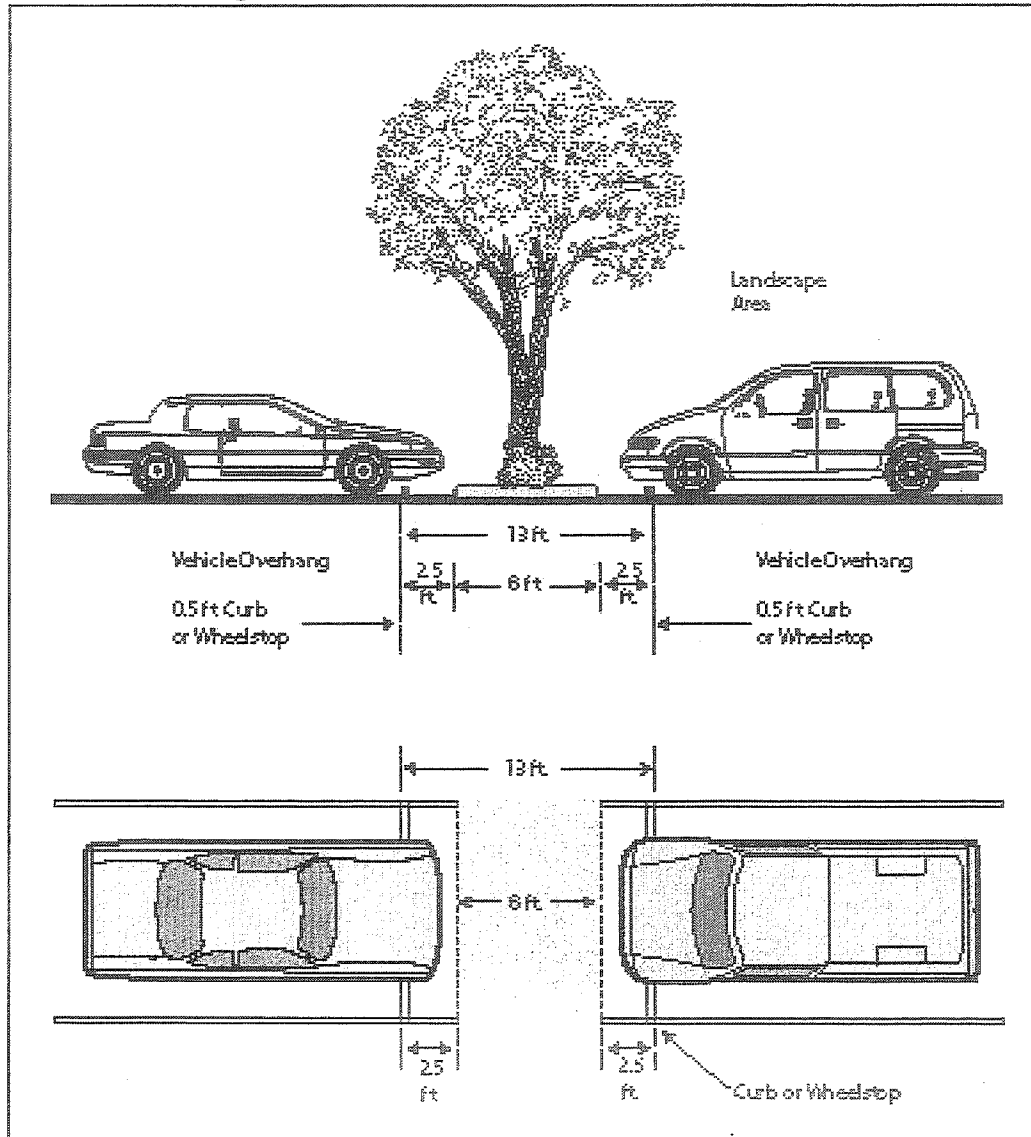 Landscape
Area
13 ft.
Vehicle Overhang
2.5
ft.
8 ft.
2.5
ft.
Vehicle Overhang
0.5 ft Curb
or Wheelstop
0.5 ft Curb
or Wheelstop
13 ft.
8 ft.
2.5
ft.
2.5
ft.
Curb or Wheelstop